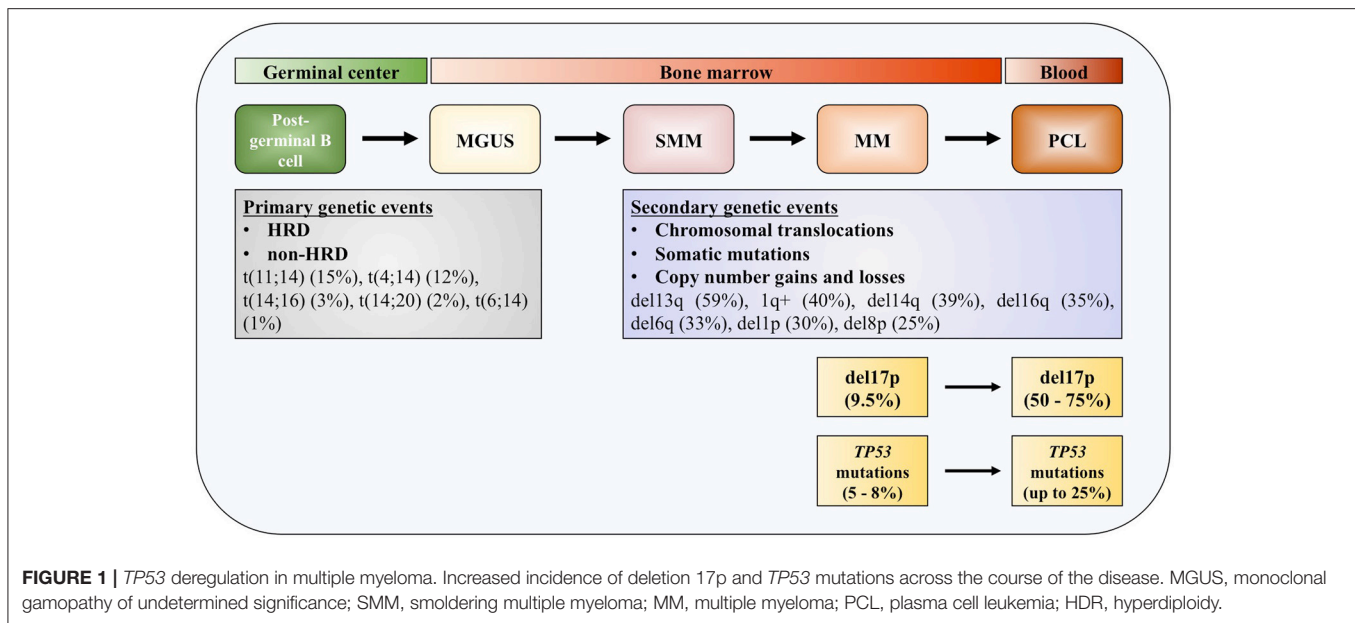 Germinal center
Bone marrow
Blood
Post-
germinal B
cell
MGUS
SMM
MM
PCL
Primary genetic events
• HRD
• non-HRD
t(11;14) (15%), t(4;14) (12%),
t(14;16) (3%), t(14;20) (2%), t(6;14)
(1%)
Secondary genetic events
• Chromosomal translocations
• Somatic mutations
• Copy number gains and losses
del13q (59%), 1q+ (40%), del14q (39%), del16q (35%),
del6q (33%), del1p (30%), del8p (25%)
del17p
(9.5%)
del17p
(50 - 75%)
TP53
mutations
(5 - 8%)
TP53
mutations
(up to 25%)
FIGURE 1 | TP53 deregulation in multiple myeloma. Increased incidence of deletion 17p and TP53 mutations across the course of the disease. MGUS, monoclonal
gamopathy of undetermined significance; SMM, smoldering multiple myeloma; MM, multiple myeloma; PCL, plasma cell leukemia; HDR, hyperdiploidy.